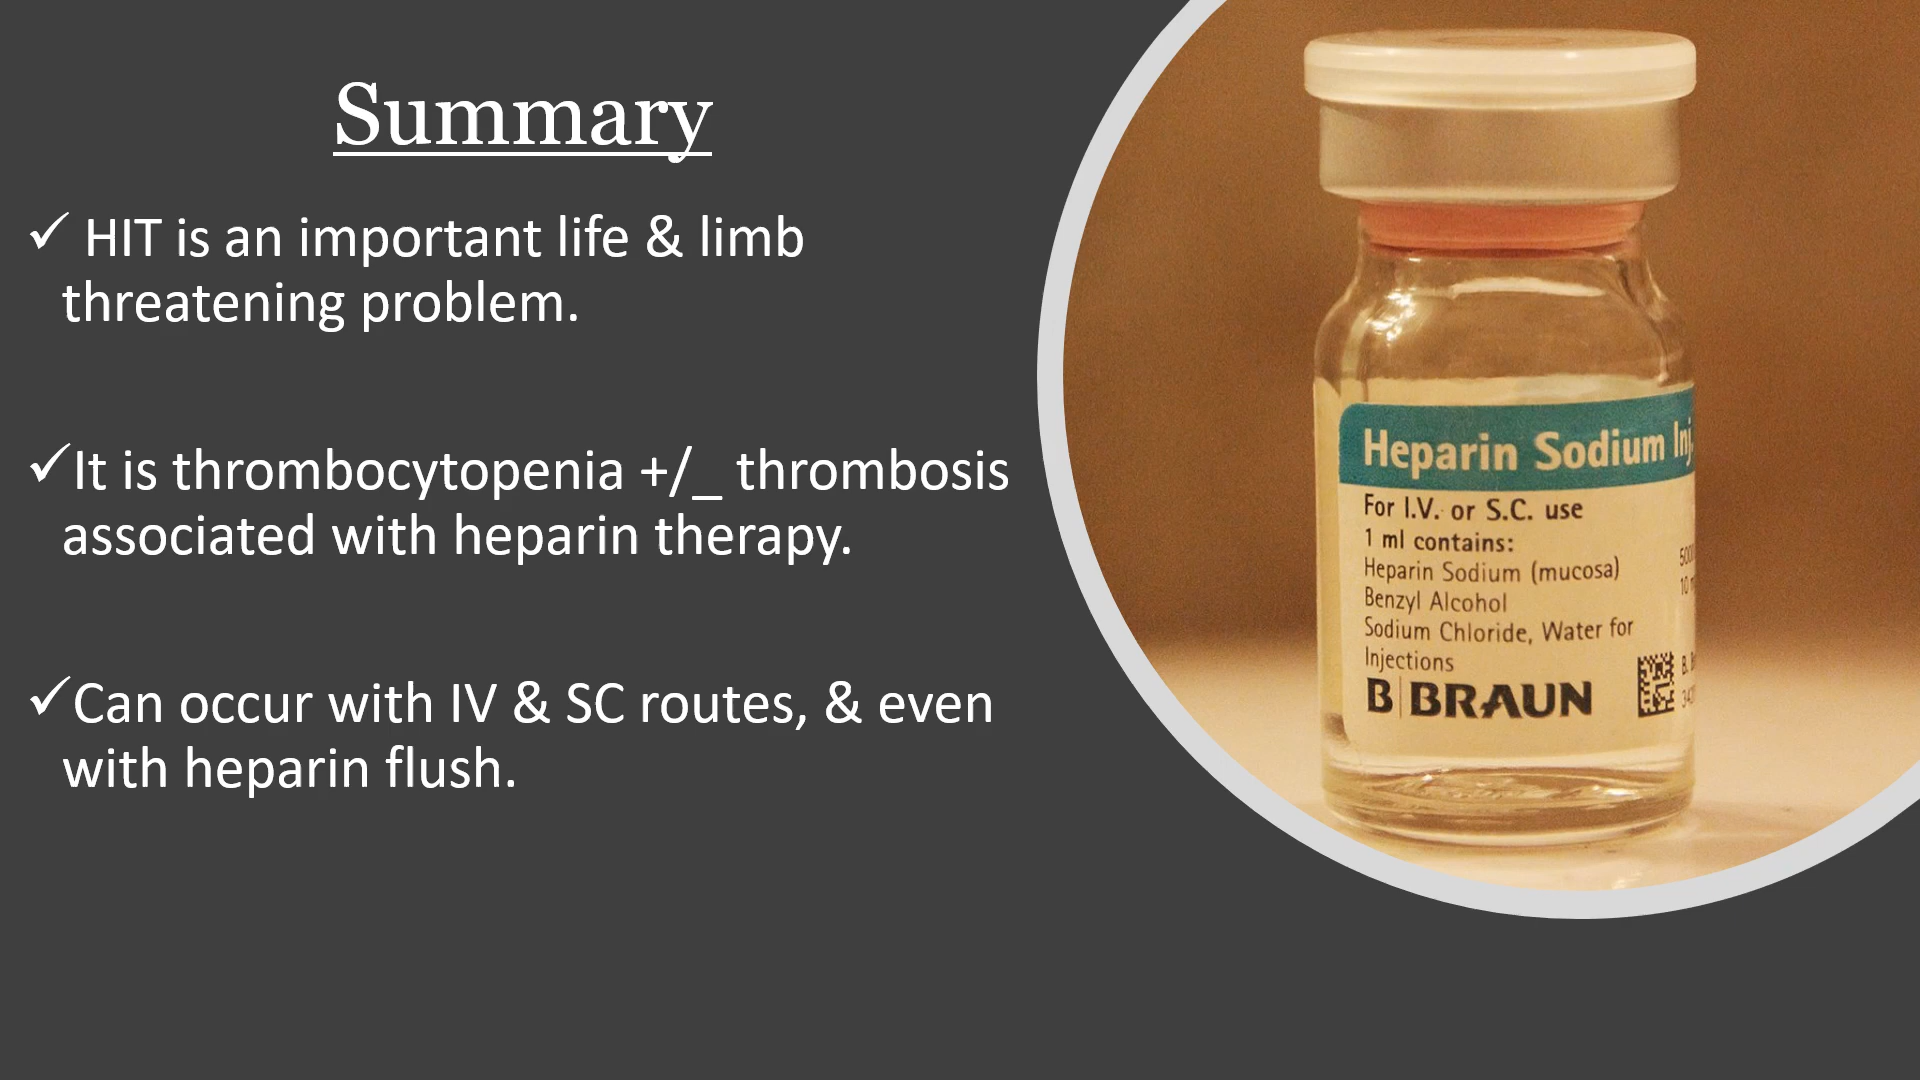 Summary
✓ HIT is an important life & limb
threatening problem.
✓It is thrombocytopenia +/_ thrombosis
associated with heparin therapy.
✓Can occur with IV & SC routes, & even
with heparin flush.
Heparin Sodium Inj.
For I.V. or S.C. use
1 ml contains:
Heparin Sodium (mucosa)
Benzyl Alcohol
Sodium Chloride, Water for
Injections
B|BRAUN